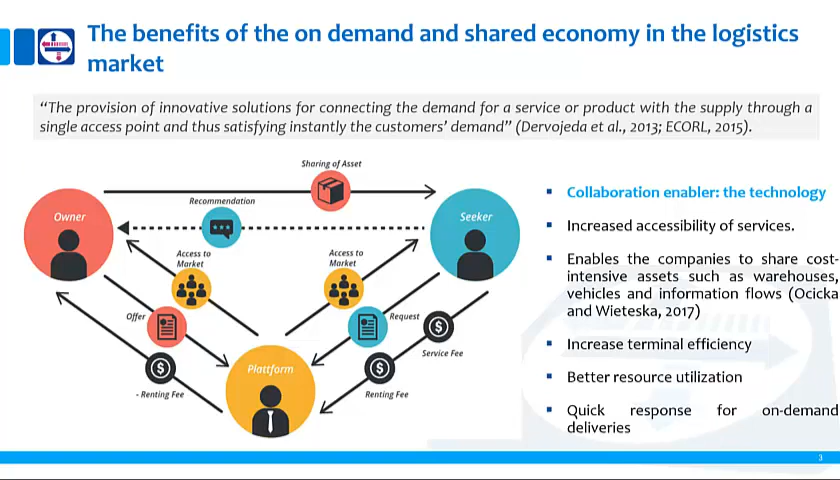 The benefits of the on demand and shared economy in the logistics
market
“The provision of innovative solutions for connecting the demand for a service or product with the supply through a
single access point and thus satisfying instantly the customers’ demand” (Dervojeda et al., 2013; ECORL, 2015).
Sharing of Asset
Recommendation
Owner
Seeker
Access to
Market
Access to
Market
Offer
Request
Service Fee
Plattform
- Renting Fee
Renting Fee
▪ Collaboration enabler: the technology
▪ Increased accessibility of services.
▪ Enables the companies to share cost-
intensive assets such as warehouses,
vehicles and information flows (Ocicka
and Wieteska, 2017)
▪ Increase terminal efficiency
▪ Better resource utilization
▪ Quick response for on-demand
deliveries
3